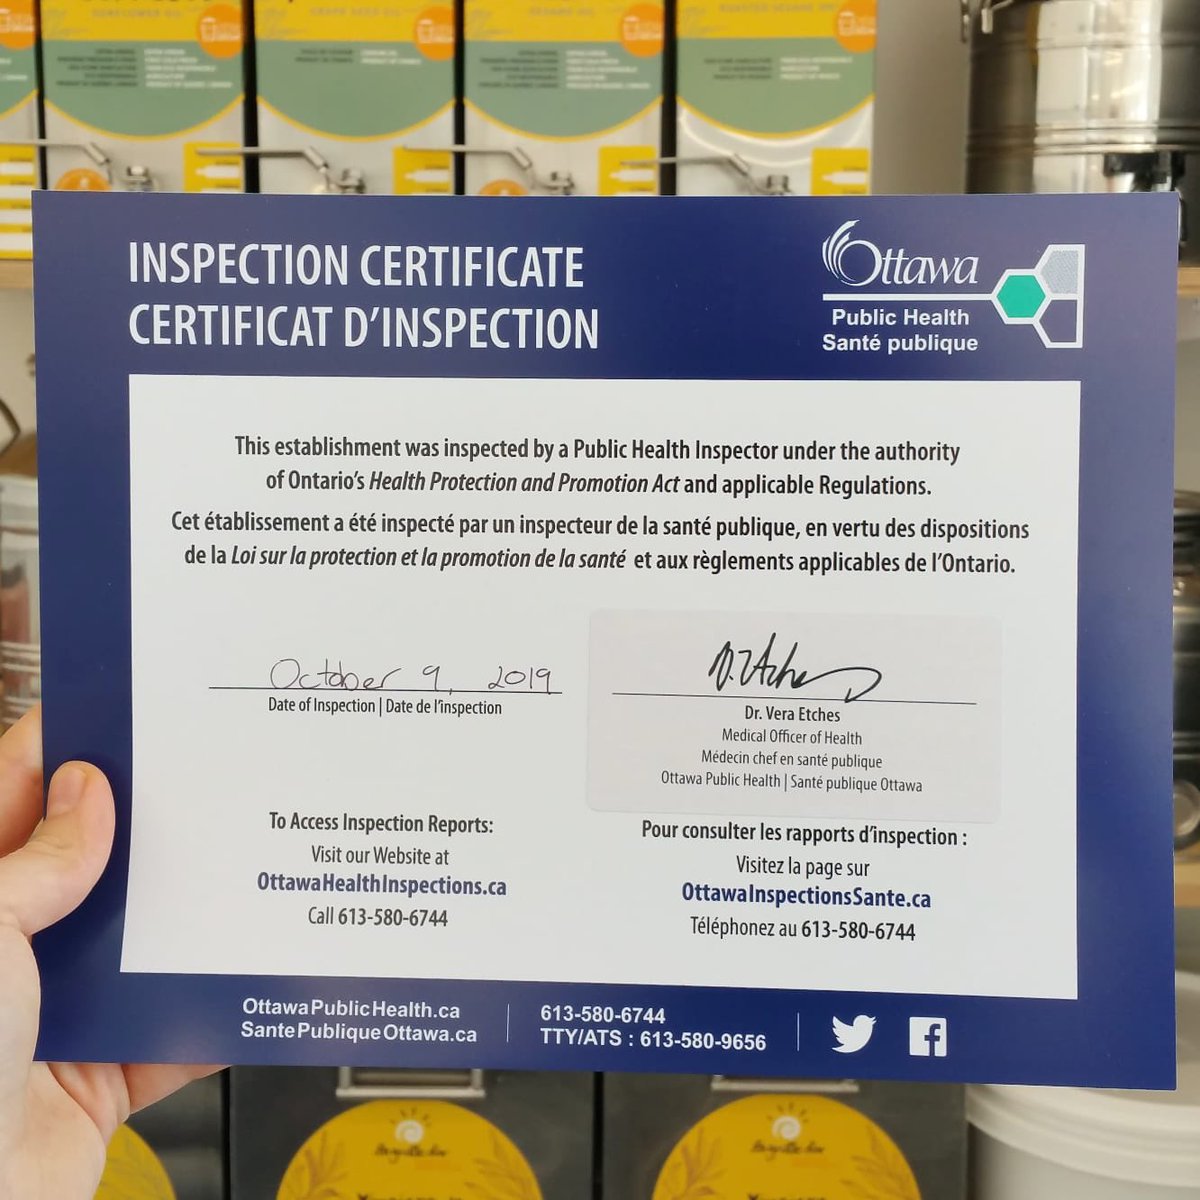 INSPECTION CERTIFICATE
CERTIFICAT D'INSPECTION
Ottawa
Public Health
Santé publique
This establishment was inspected by a Public Health Inspector under the authority
of Ontario's Health Protection and Promotion Act and applicable Regulations.
Cet établissement a été inspecté par un inspecteur de la santé publique, en vertu des dispositions
de la Loi sur la protection et la promotion de la santé et aux règlements applicables de l'Ontario.
October 9, 2019
Date of Inspection | Date de l'inspection
V. Etches
Dr. Vera Etches
Medical Officer of Health
Médecin chef en santé publique
Ottawa Public Health | Santé publique Ottawa
To Access Inspection Reports:
Visit our Website at
OttawaHealthInspections.ca
Call 613-580-6744
Pour consulter les rapports d'inspection :
Visitez la page sur
OttawaInspectionsSante.ca
Téléphonez au 613-580-6744
OttawaPublicHealth.ca
SantePubliqueOttawa.ca
613-580-6744
TTY/ATS : 613-580-9656